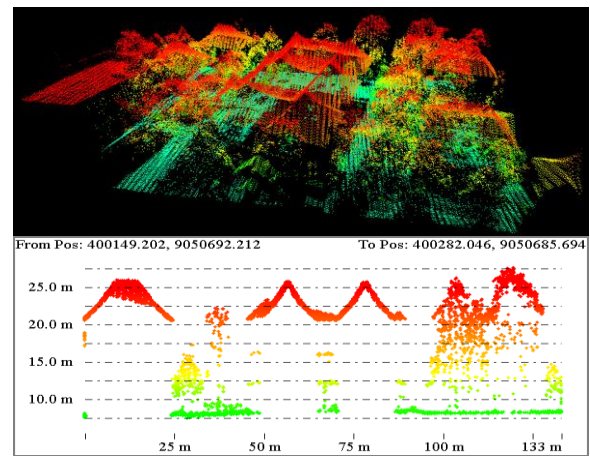 From Pos: 400149.202, 9050692.212 To Pos: 400282.046, 9050685.694
25.0 m
20.0 m
15.0 m
10.0 m
25 m 50 m 75 m 100 m 133 m